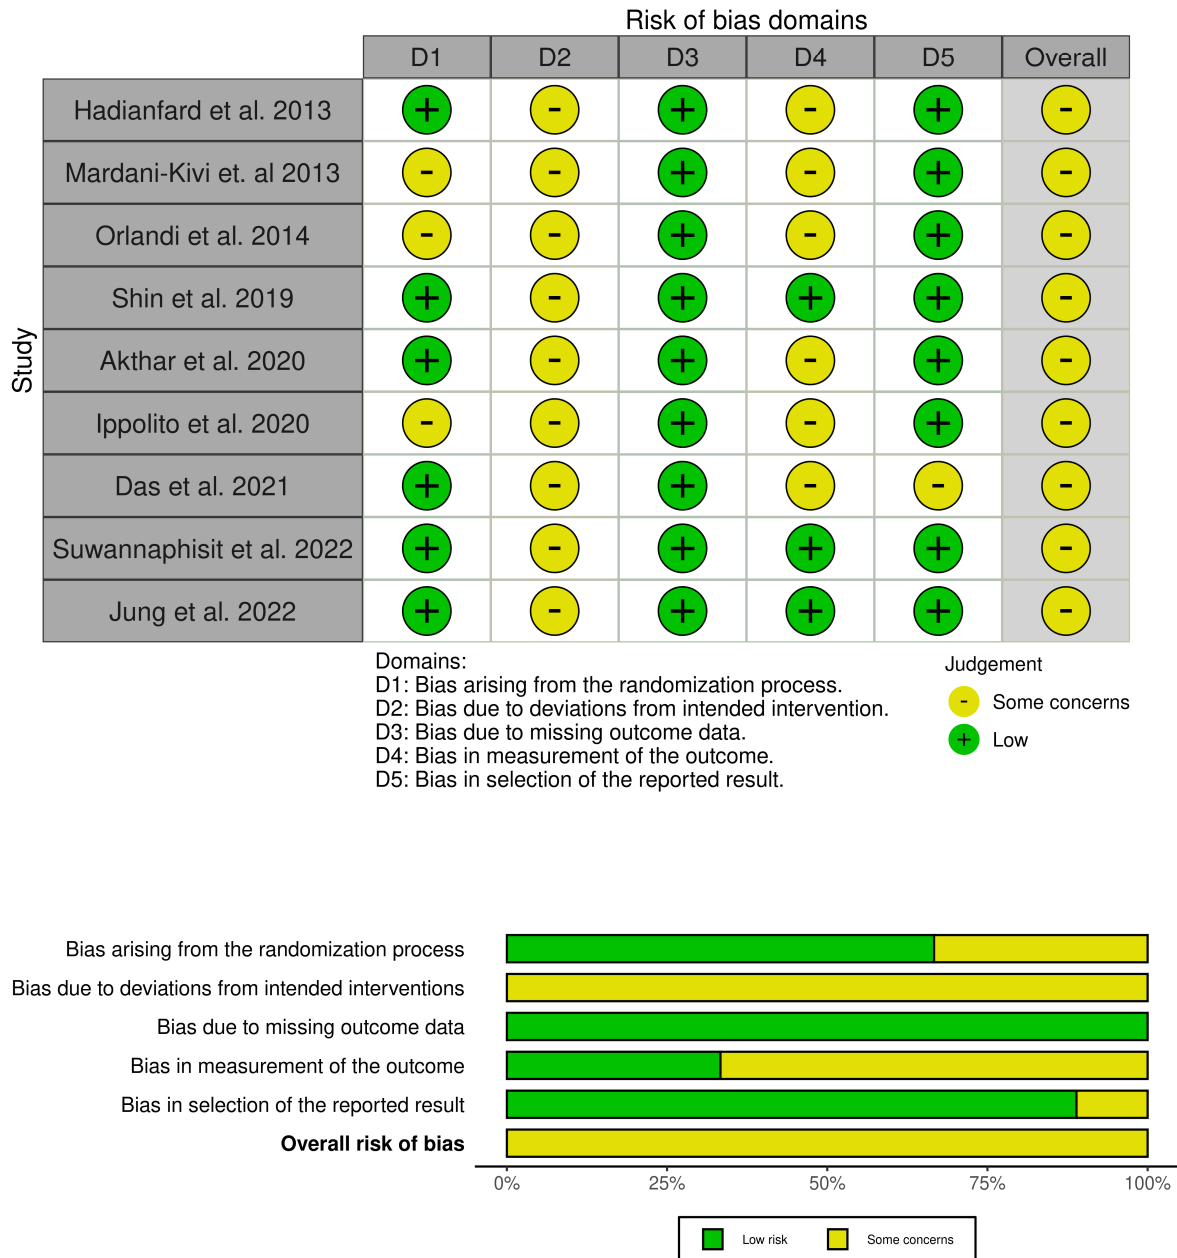 Risk of bias domains
D1 D2 D3 D4 D5 Overall
Study
Hadianfard et al. 2013 + - + - + -
Mardani-Kivi et. al 2013 - - + - + -
Orlandi et al. 2014 - - + - + -
Shin et al. 2019 + - + + + -
Akthar et al. 2020 + - + - + -
Ippolito et al. 2020 - - + - + -
Das et al. 2021 + - + - - -
Suwannaphisit et al. 2022 + - + + + -
Jung et al. 2022 + - + + + -
Domains:
D1: Bias arising from the randomization process.
D2: Bias due to deviations from intended intervention.
D3: Bias due to missing outcome data.
D4: Bias in measurement of the outcome.
D5: Bias in selection of the reported result.
Judgement
- Some concerns
+ Low
Bias arising from the randomization process
Bias due to deviations from intended interventions
Bias due to missing outcome data
Bias in measurement of the outcome
Bias in selection of the reported result
Overall risk of bias
0% 25% 50% 75% 100%
Low risk Some concerns